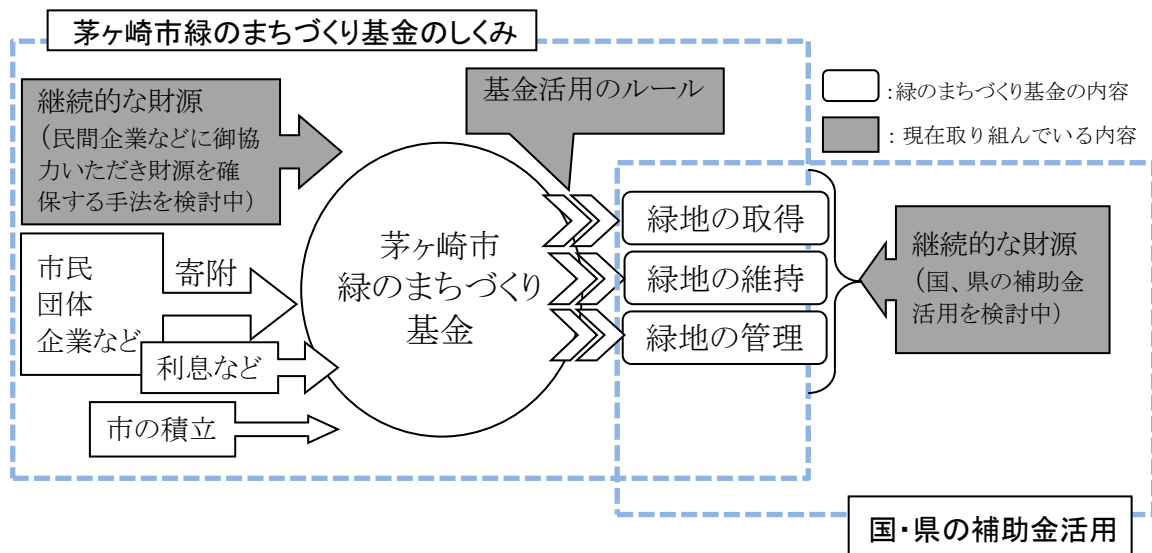 茅ヶ崎市緑のまちづくり基金のしくみ
継続的な財源
（民間企業などに御協
力いただき財源を確
保する手法を検討中）
基金活用のルール
：緑のまちづくり基金の内容
：現在取り組んでいる内容
市民
団体
企業など
寄附
利息など
市の積立
茅ヶ崎市
緑のまちづくり
基金
緑地の取得
緑地の維持
緑地の管理
継続的な財源
（国、県の補助金
活用を検討中）
国・県の補助金活用